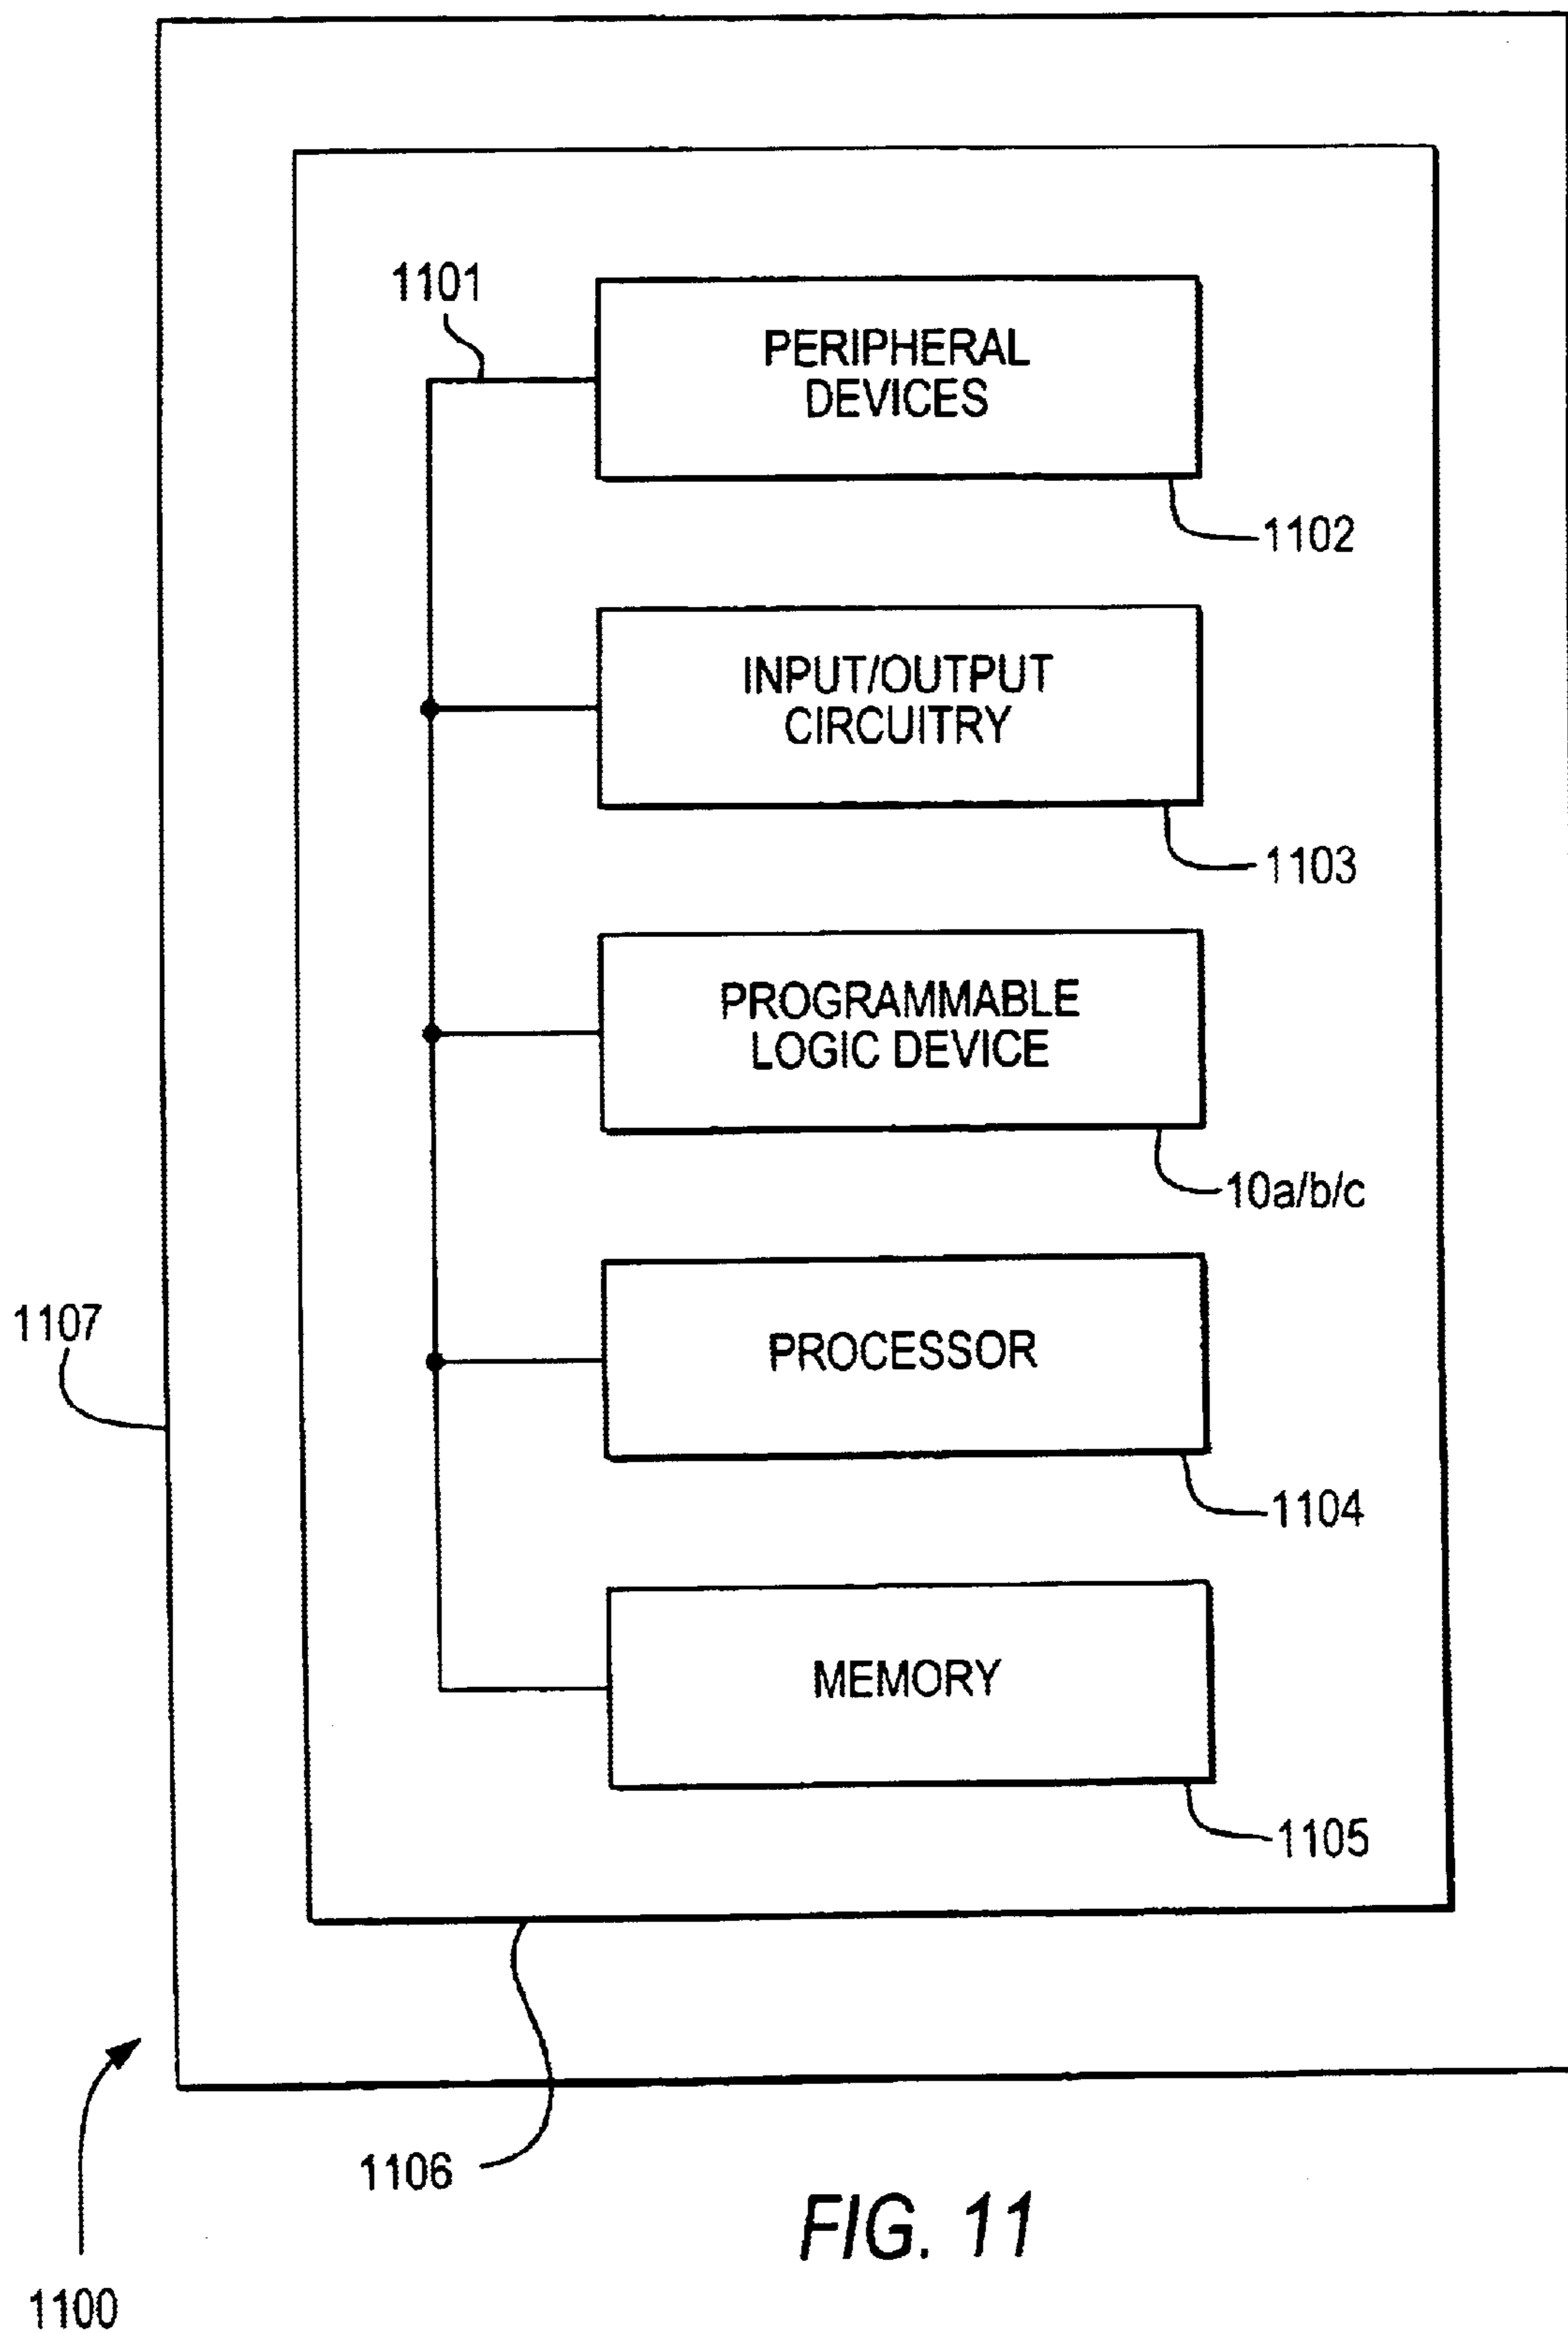 1101
PERIPHERAL
DEVICES
1102
INPUT/OUTPUT
CIRCUITRY
1103
PROGRAMMABLE
LOGIC DEVICE
10a/b/c
1107
PROCESSOR
1104
MEMORY
1105
1106
FIG. 11
1100